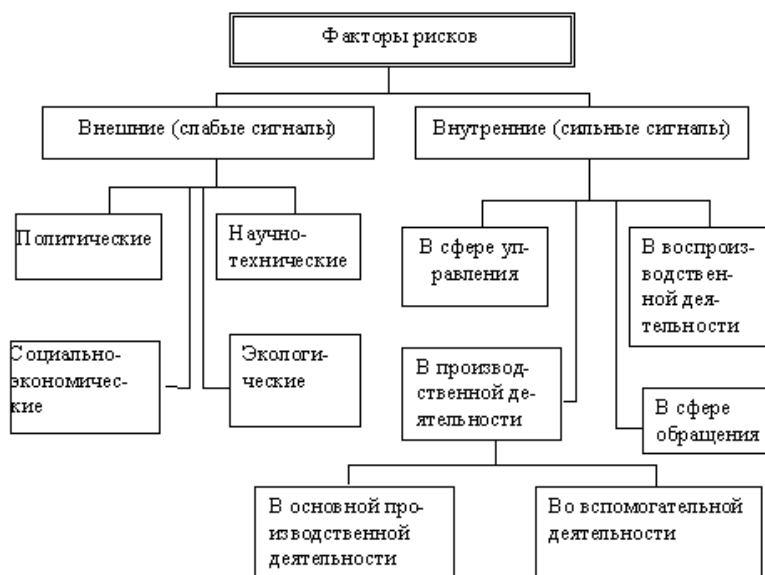 Факторы рисков
Внешние (слабые сигналы)
Внутренние (сильные сигналы)
Политические
Научно-
технические
В сфере уп-
равления
В воспроиз-
водствен-
ной дея-
тельности
Социально-
экономичес-
кие
Экологи-
ческие
В производ-
ственной де-
ятельности
В сфере
обращения
В основной про-
изводственной
деятельности
Во вспомогательной
деятельности